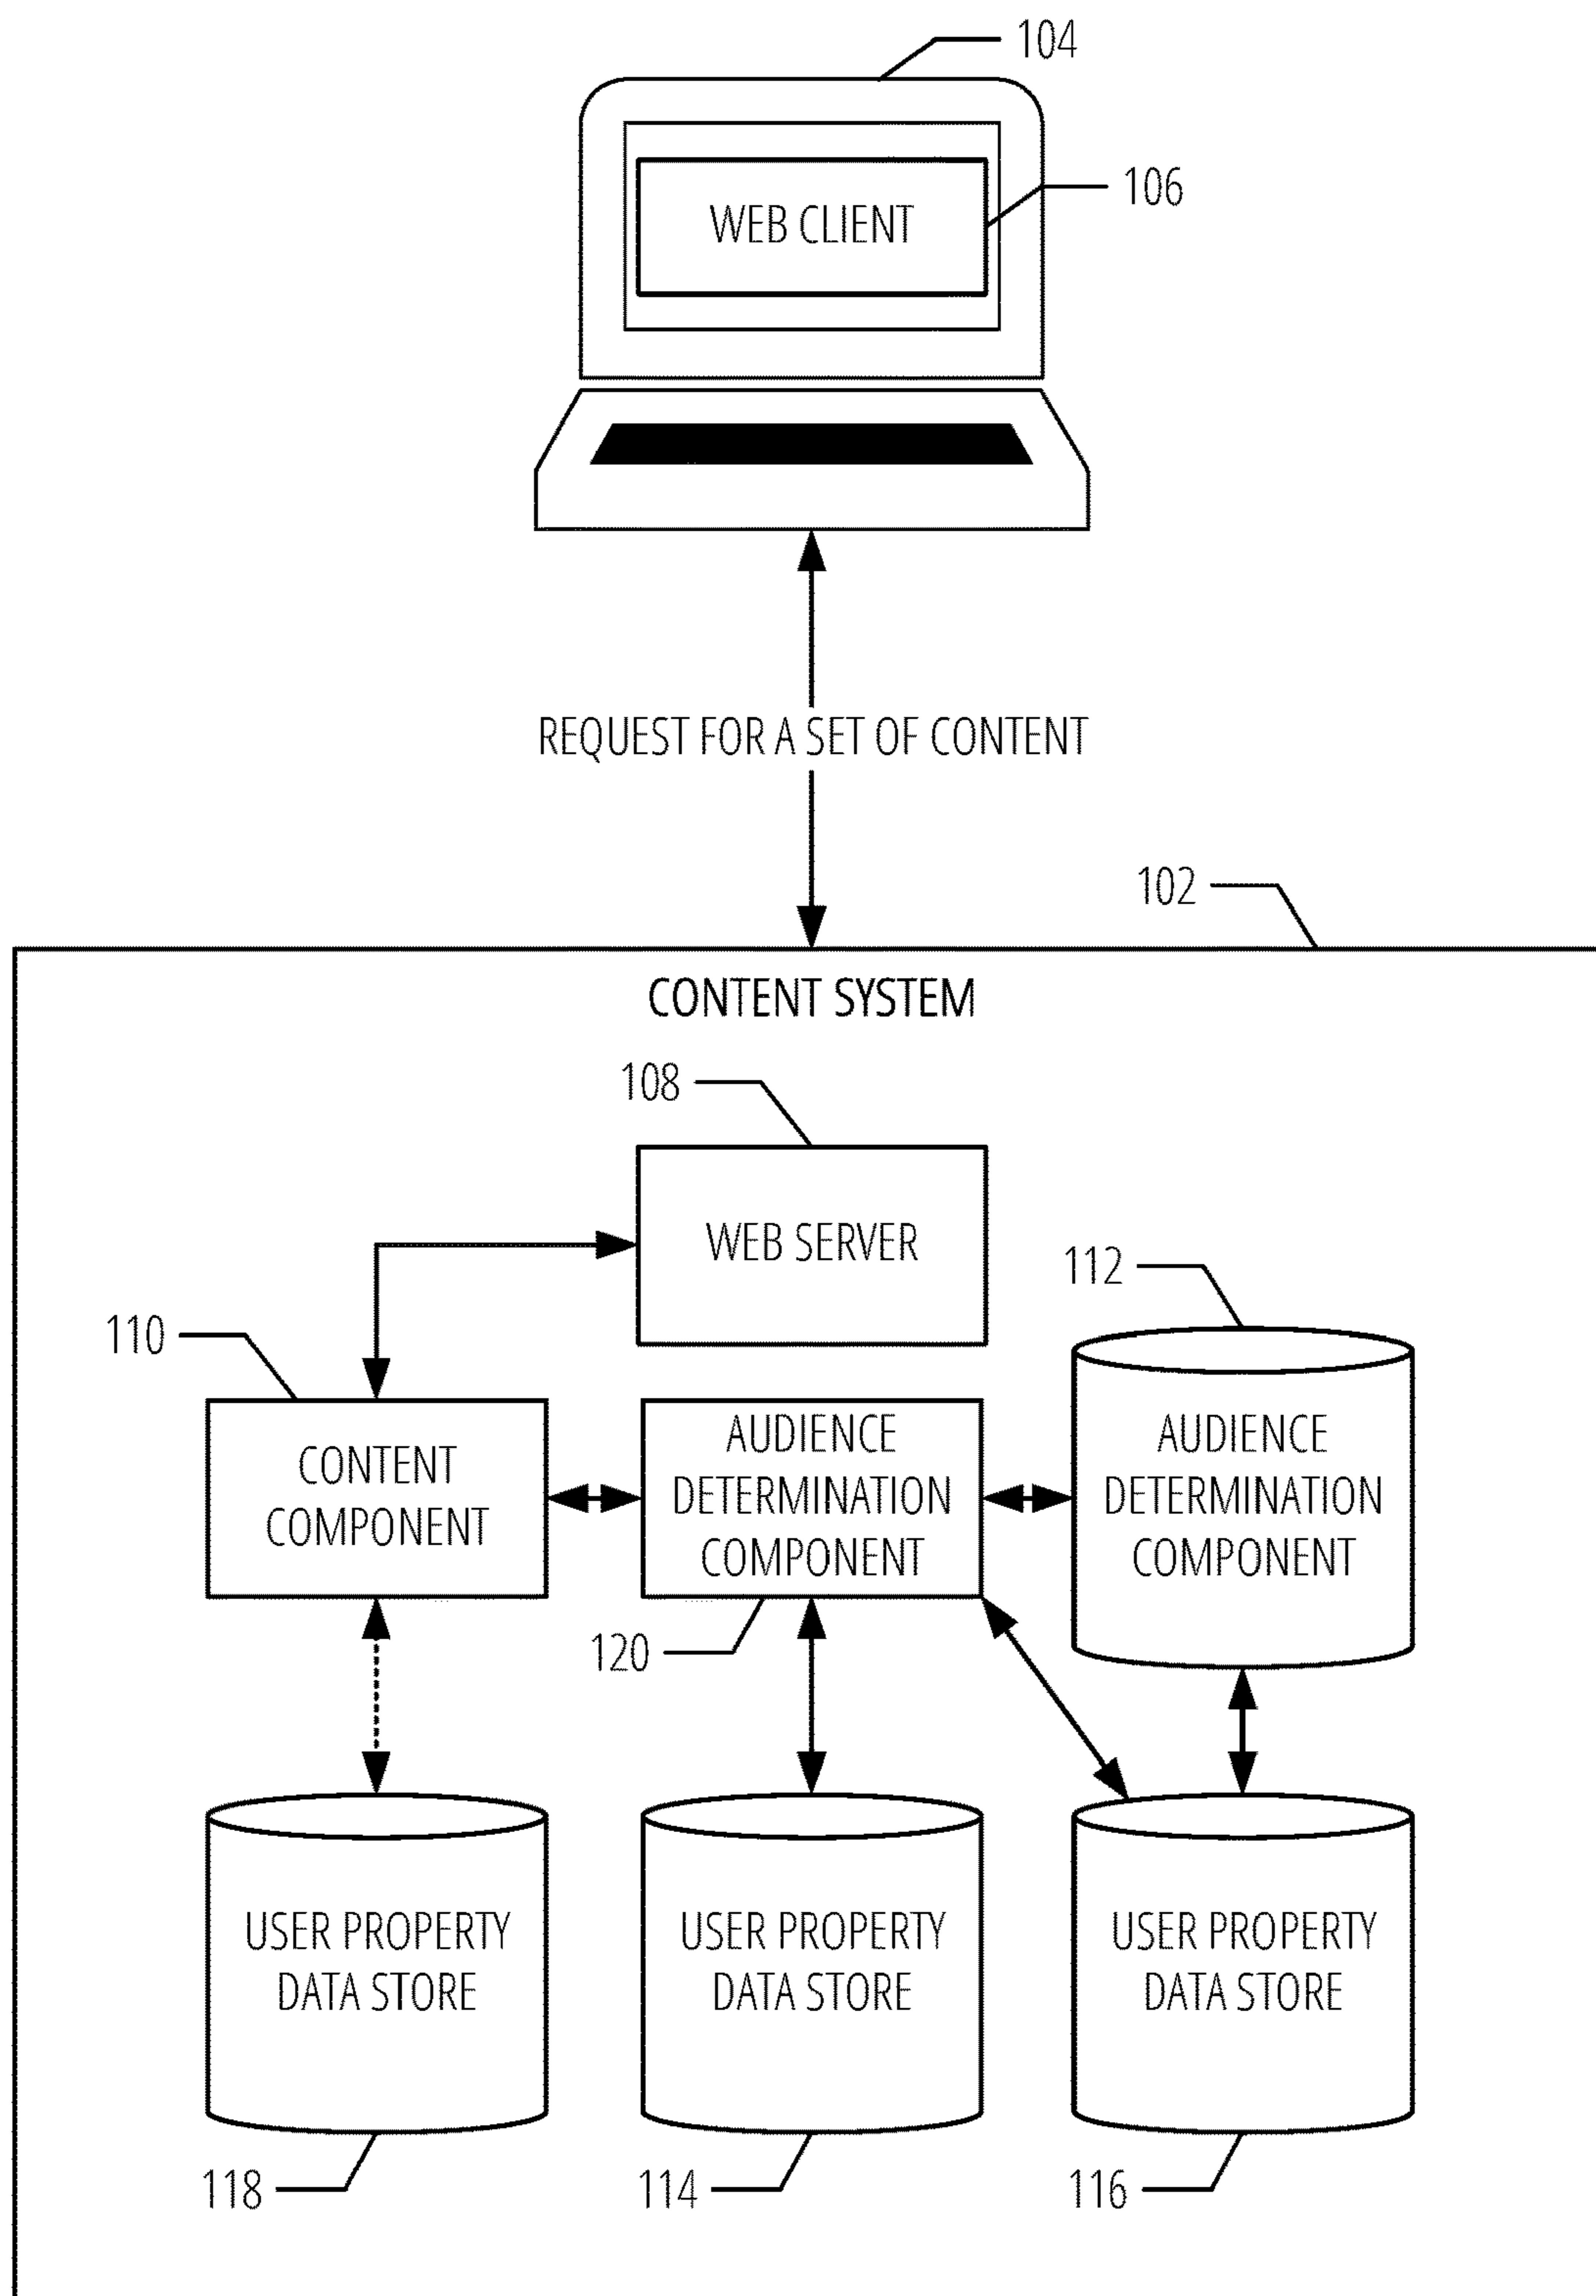 104
106
WEB CLIENT
REQUEST FOR A SET OF CONTENT
102
CONTENT SYSTEM
108
WEB SERVER
112
110
CONTENT
COMPONENT
AUDIENCE
DETERMINATION
COMPONENT
AUDIENCE
DETERMINATION
COMPONENT
120
USER PROPERTY
DATA STORE
USER PROPERTY
DATA STORE
USER PROPERTY
DATA STORE
118
114
116